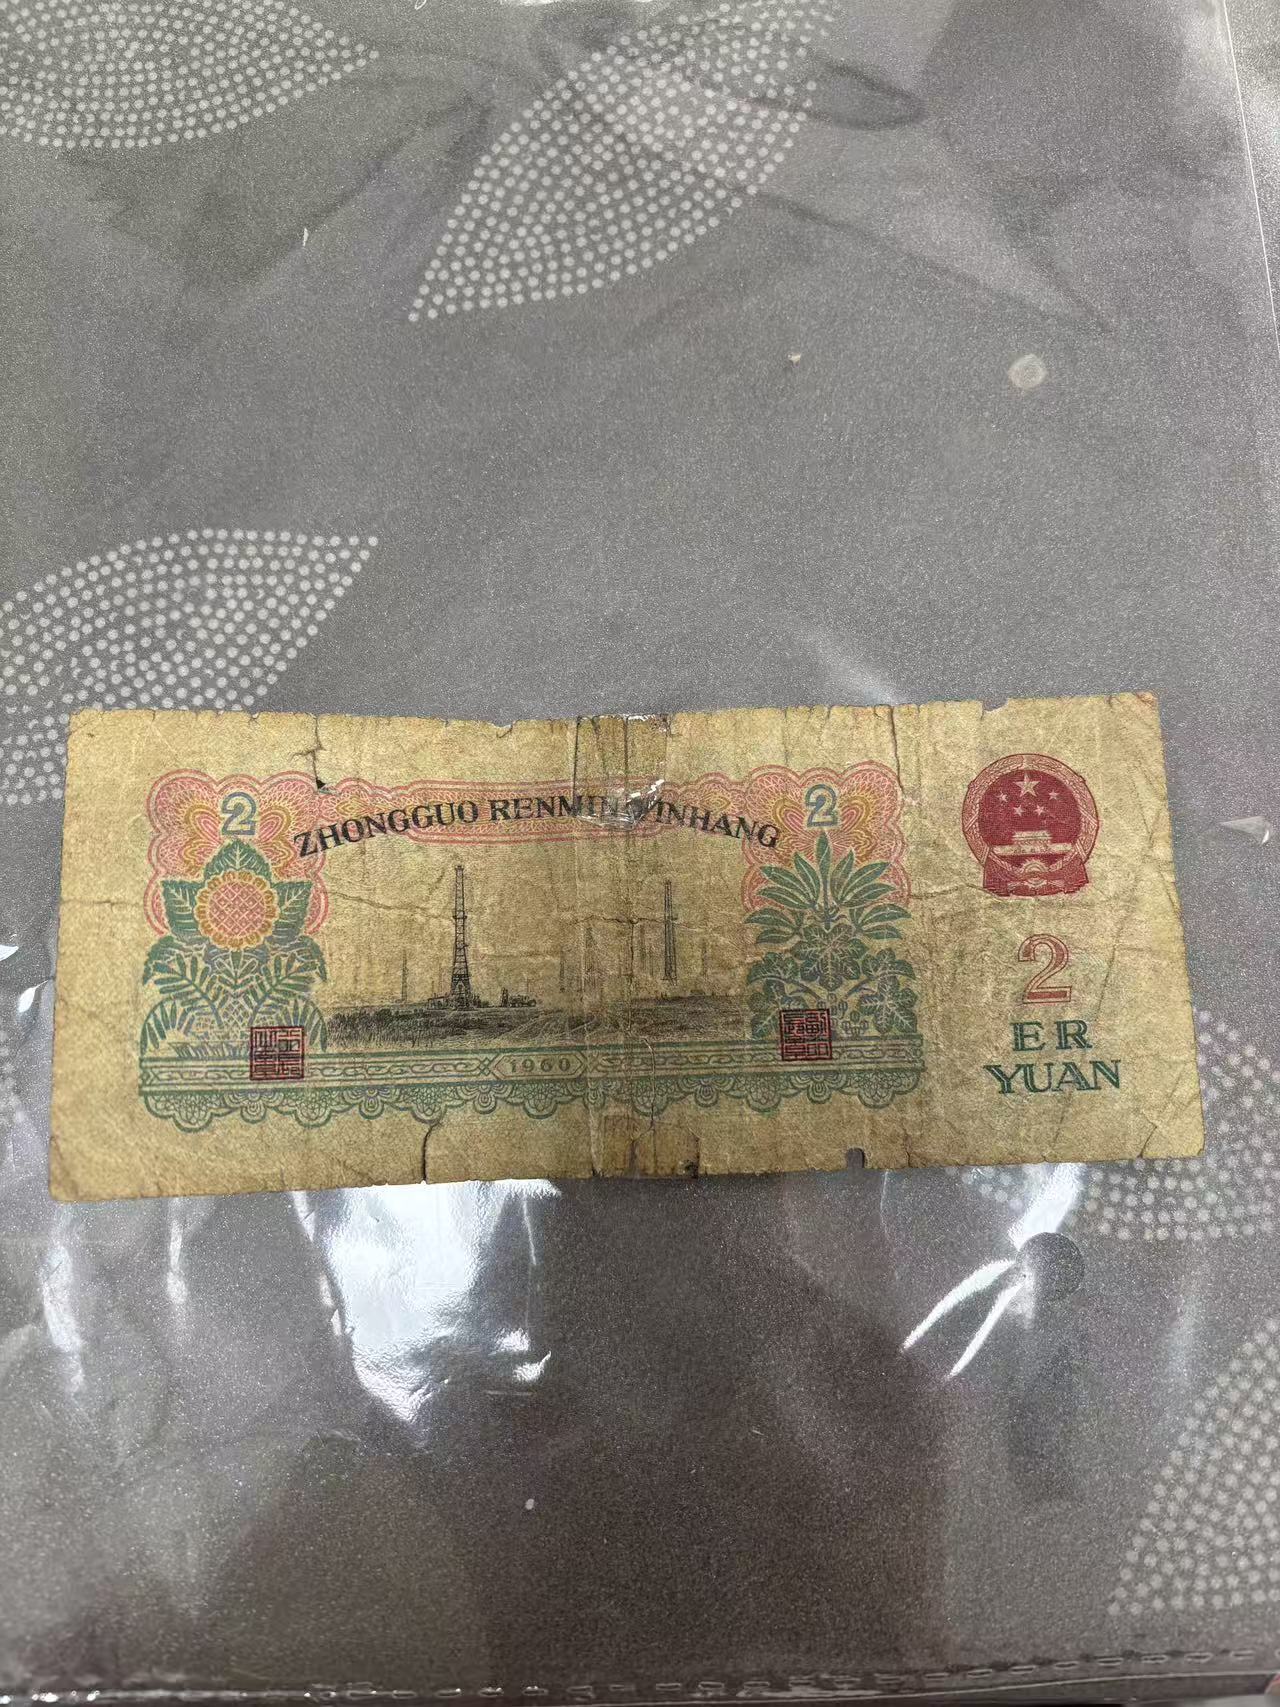 2
2
ZHONGGUO RENMIN YINHANG
2
ER
YUAN
1960